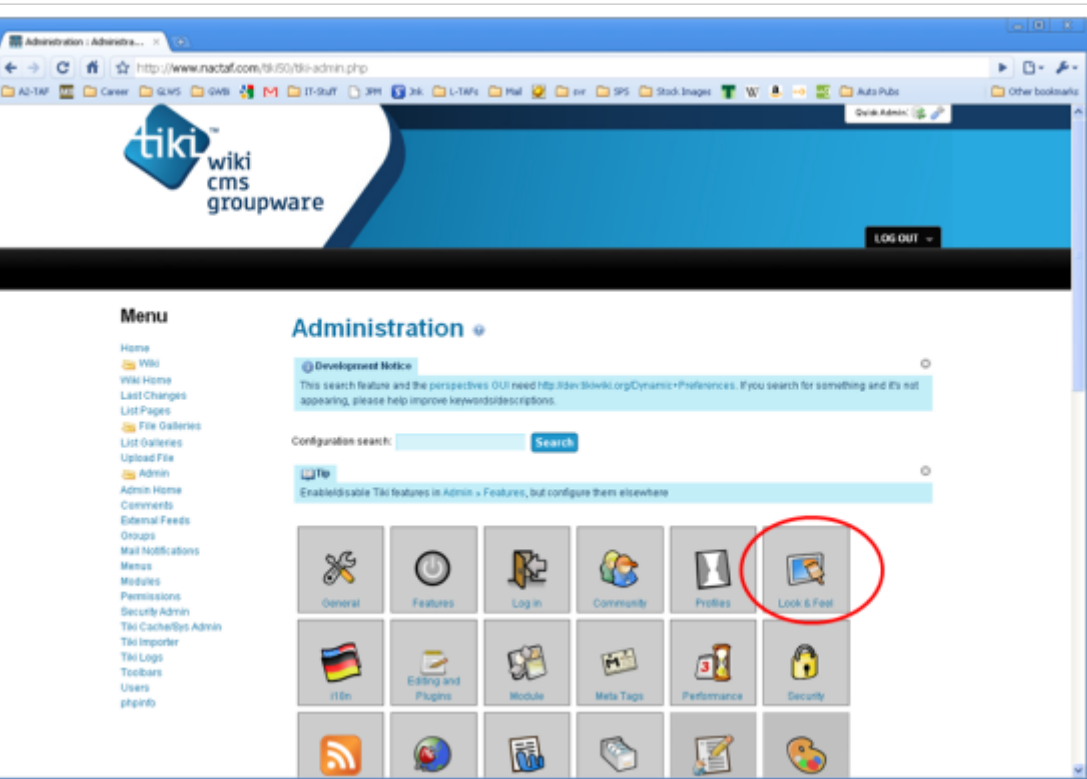 Administration : Administra...
http://www.nactaf.com/tiki50/tiki-admin.php
A2-TAF Career GLWS GWB IT-Stuff JPM Jnk L-TAFs Mail svr SPS Stock Images Auto Pubs Other bookmarks
Quick Admin:
tiki™
wiki
cms
groupware
LOG OUT
Menu
Home
Wiki
Wiki Home
Last Changes
List Pages
File Galleries
List Galleries
Upload File
Admin
Admin Home
Comments
External Feeds
Groups
Mail Notifications
Menus
Modules
Permissions
Security Admin
Tiki Cache/Sys Admin
Tiki Importer
Tiki Logs
Toolbars
Users
phpinfo
Administration
Development Notice
This search feature and the perspectives GUI need http://dev.tikiwiki.org/Dynamic+Preferences. If you search for something and it's not
appearing, please help improve keywords/descriptions.
Configuration search: Search
Tip
Enable/disable Tiki features in Admin » Features, but configure them elsewhere
General Features Log in Community Profiles Look & Feel
i18n Editing and Plugins Module Meta Tags Performance Security